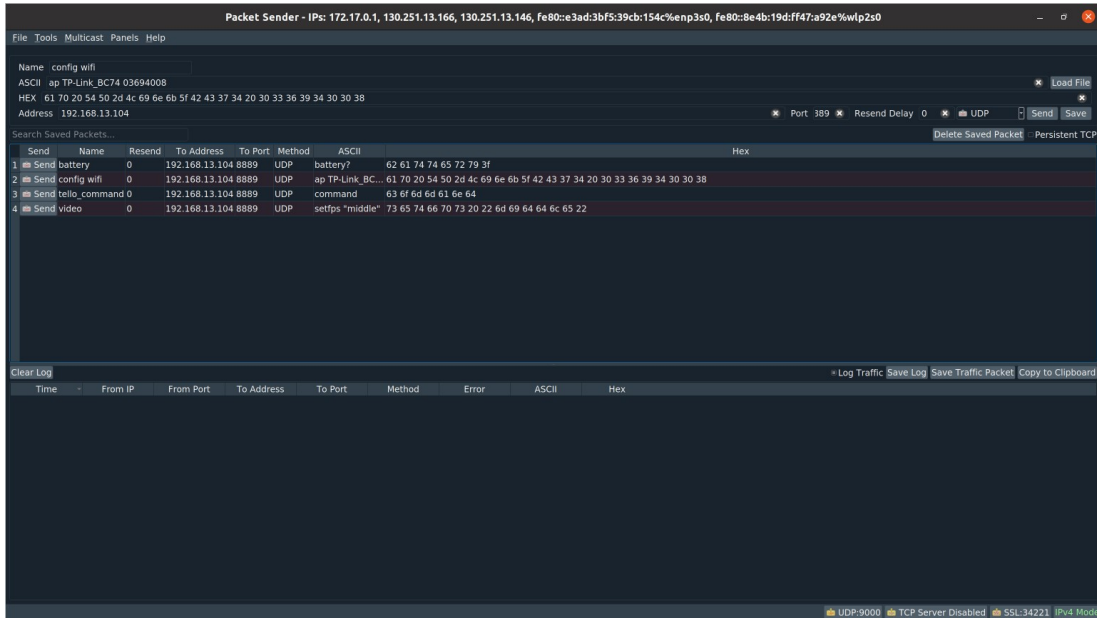 Packet Sender - IPs: 172.17.0.1, 130.251.13.166, 130.251.13.146, fe80::e3ad:3bf5:39cb:154c%enp3s0, fe80::8e4b:19d:ff47:a92e%wlp2s0
File Tools Multicast Panels Help
Name config wifi
ASCII ap TP-Link_BC74 03694008 Load File
HEX 61 70 20 54 50 2d 4c 69 6e 6b 5f 42 43 37 34 20 30 33 36 39 34 30 30 38
Address 192.168.13.104 Port 389 Resend Delay 0 UDP Send Save
Search Saved Packets... Delete Saved Packet Persistent TCP
Send Name Resend To Address To Port Method ASCII Hex
1 Send battery 0 192.168.13.104 8889 UDP battery? 62 61 74 74 65 72 79 3f
2 Send config wifi 0 192.168.13.104 8889 UDP ap TP-Link_BC... 61 70 20 54 50 2d 4c 69 6e 6b 5f 42 43 37 34 20 30 33 36 39 34 30 30 38
3 Send tello_command 0 192.168.13.104 8889 UDP command 63 6f 6d 6d 61 6e 64
4 Send video 0 192.168.13.104 8889 UDP setfps "middle" 73 65 74 66 70 73 20 22 6d 69 64 64 6c 65 22
Clear Log Log Traffic Save Log Save Traffic Packet Copy to Clipboard
Time From IP From Port To Address To Port Method Error ASCII Hex
UDP:9000 TCP Server Disabled SSL:34221 IPv4 Mode